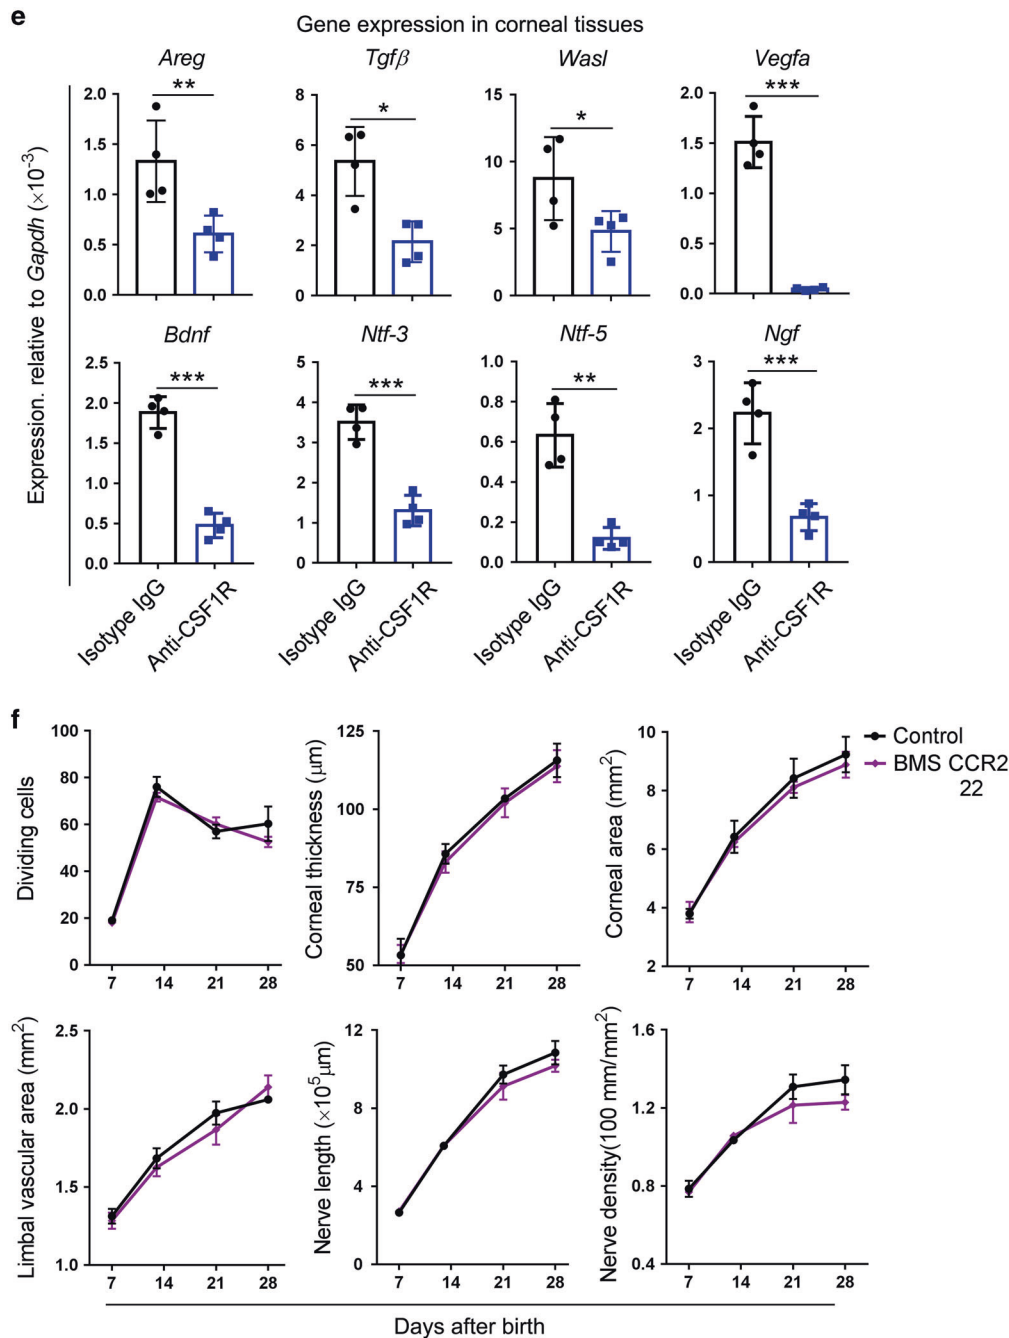 e
Gene expression in corneal tissues
Expression. relative to Gapdh (×10⁻³)
Areg
**
2.0
1.5
1.0
0.5
0.0
Tgfβ
*
8
6
4
2
0
Wasl
*
15
10
5
0
Vegfa
***
2.0
1.5
1.0
0.5
0.0
Bdnf
***
2.5
2.0
1.5
1.0
0.5
0.0
Ntf-3
***
5
4
3
2
1
0
Ntf-5
**
1.0
0.8
0.6
0.4
0.2
0.0
Ngf
***
3
2
1
0
Isotype IgG
Anti-CSF1R
Isotype IgG
Anti-CSF1R
Isotype IgG
Anti-CSF1R
Isotype IgG
Anti-CSF1R
f
Dividing cells
100
80
60
40
20
0
7 14 21 28
Corneal thickness (μm)
125
100
75
50
7 14 21 28
Corneal area (mm²)
10
8
6
4
2
7 14 21 28
Control
BMS CCR2
22
Limbal vascular area (mm²)
2.5
2.0
1.5
1.0
7 14 21 28
Nerve length (×10⁵μm)
12
8
4
0
7 14 21 28
Nerve density(100 mm/mm²)
1.6
1.2
0.8
0.4
7 14 21 28
Days after birth